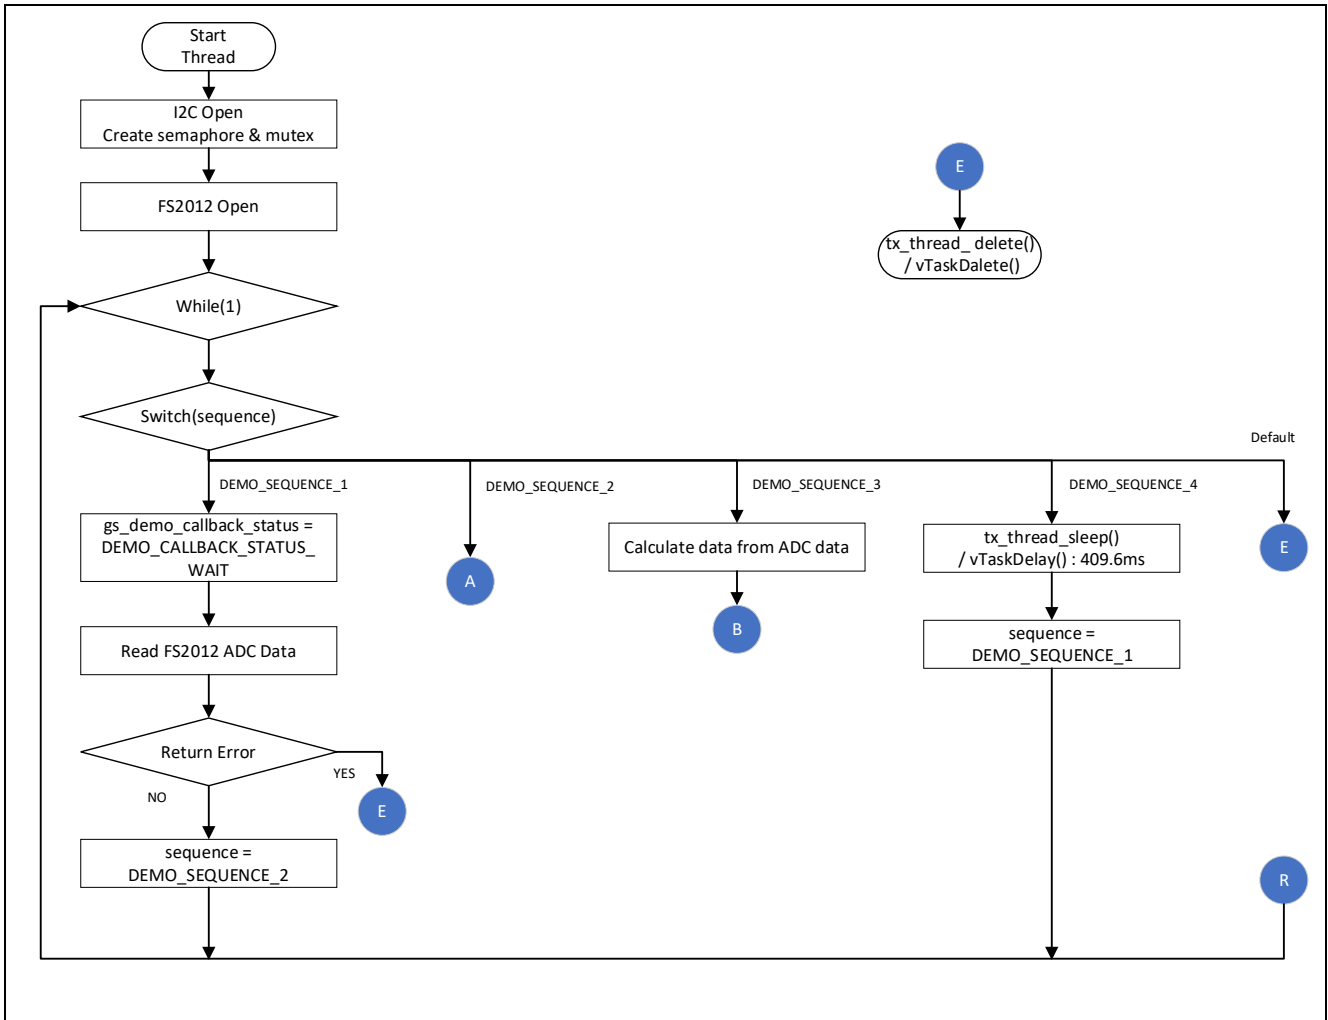 Start
Thread
I2C Open
Create semaphore & mutex
E
FS2012 Open
tx_thread_ delete()
/ vTaskDalete()
While(1)
Switch(sequence)
Default
DEMO_SEQUENCE_1
DEMO_SEQUENCE_2
DEMO_SEQUENCE_3
DEMO_SEQUENCE_4
gs_demo_callback_status =
DEMO_CALLBACK_STATUS_
WAIT
A
Calculate data from ADC data
B
tx_thread_sleep()
/ vTaskDelay() : 409.6ms
E
sequence =
DEMO_SEQUENCE_1
Read FS2012 ADC Data
Return Error
YES
NO
E
sequence =
DEMO_SEQUENCE_2
R